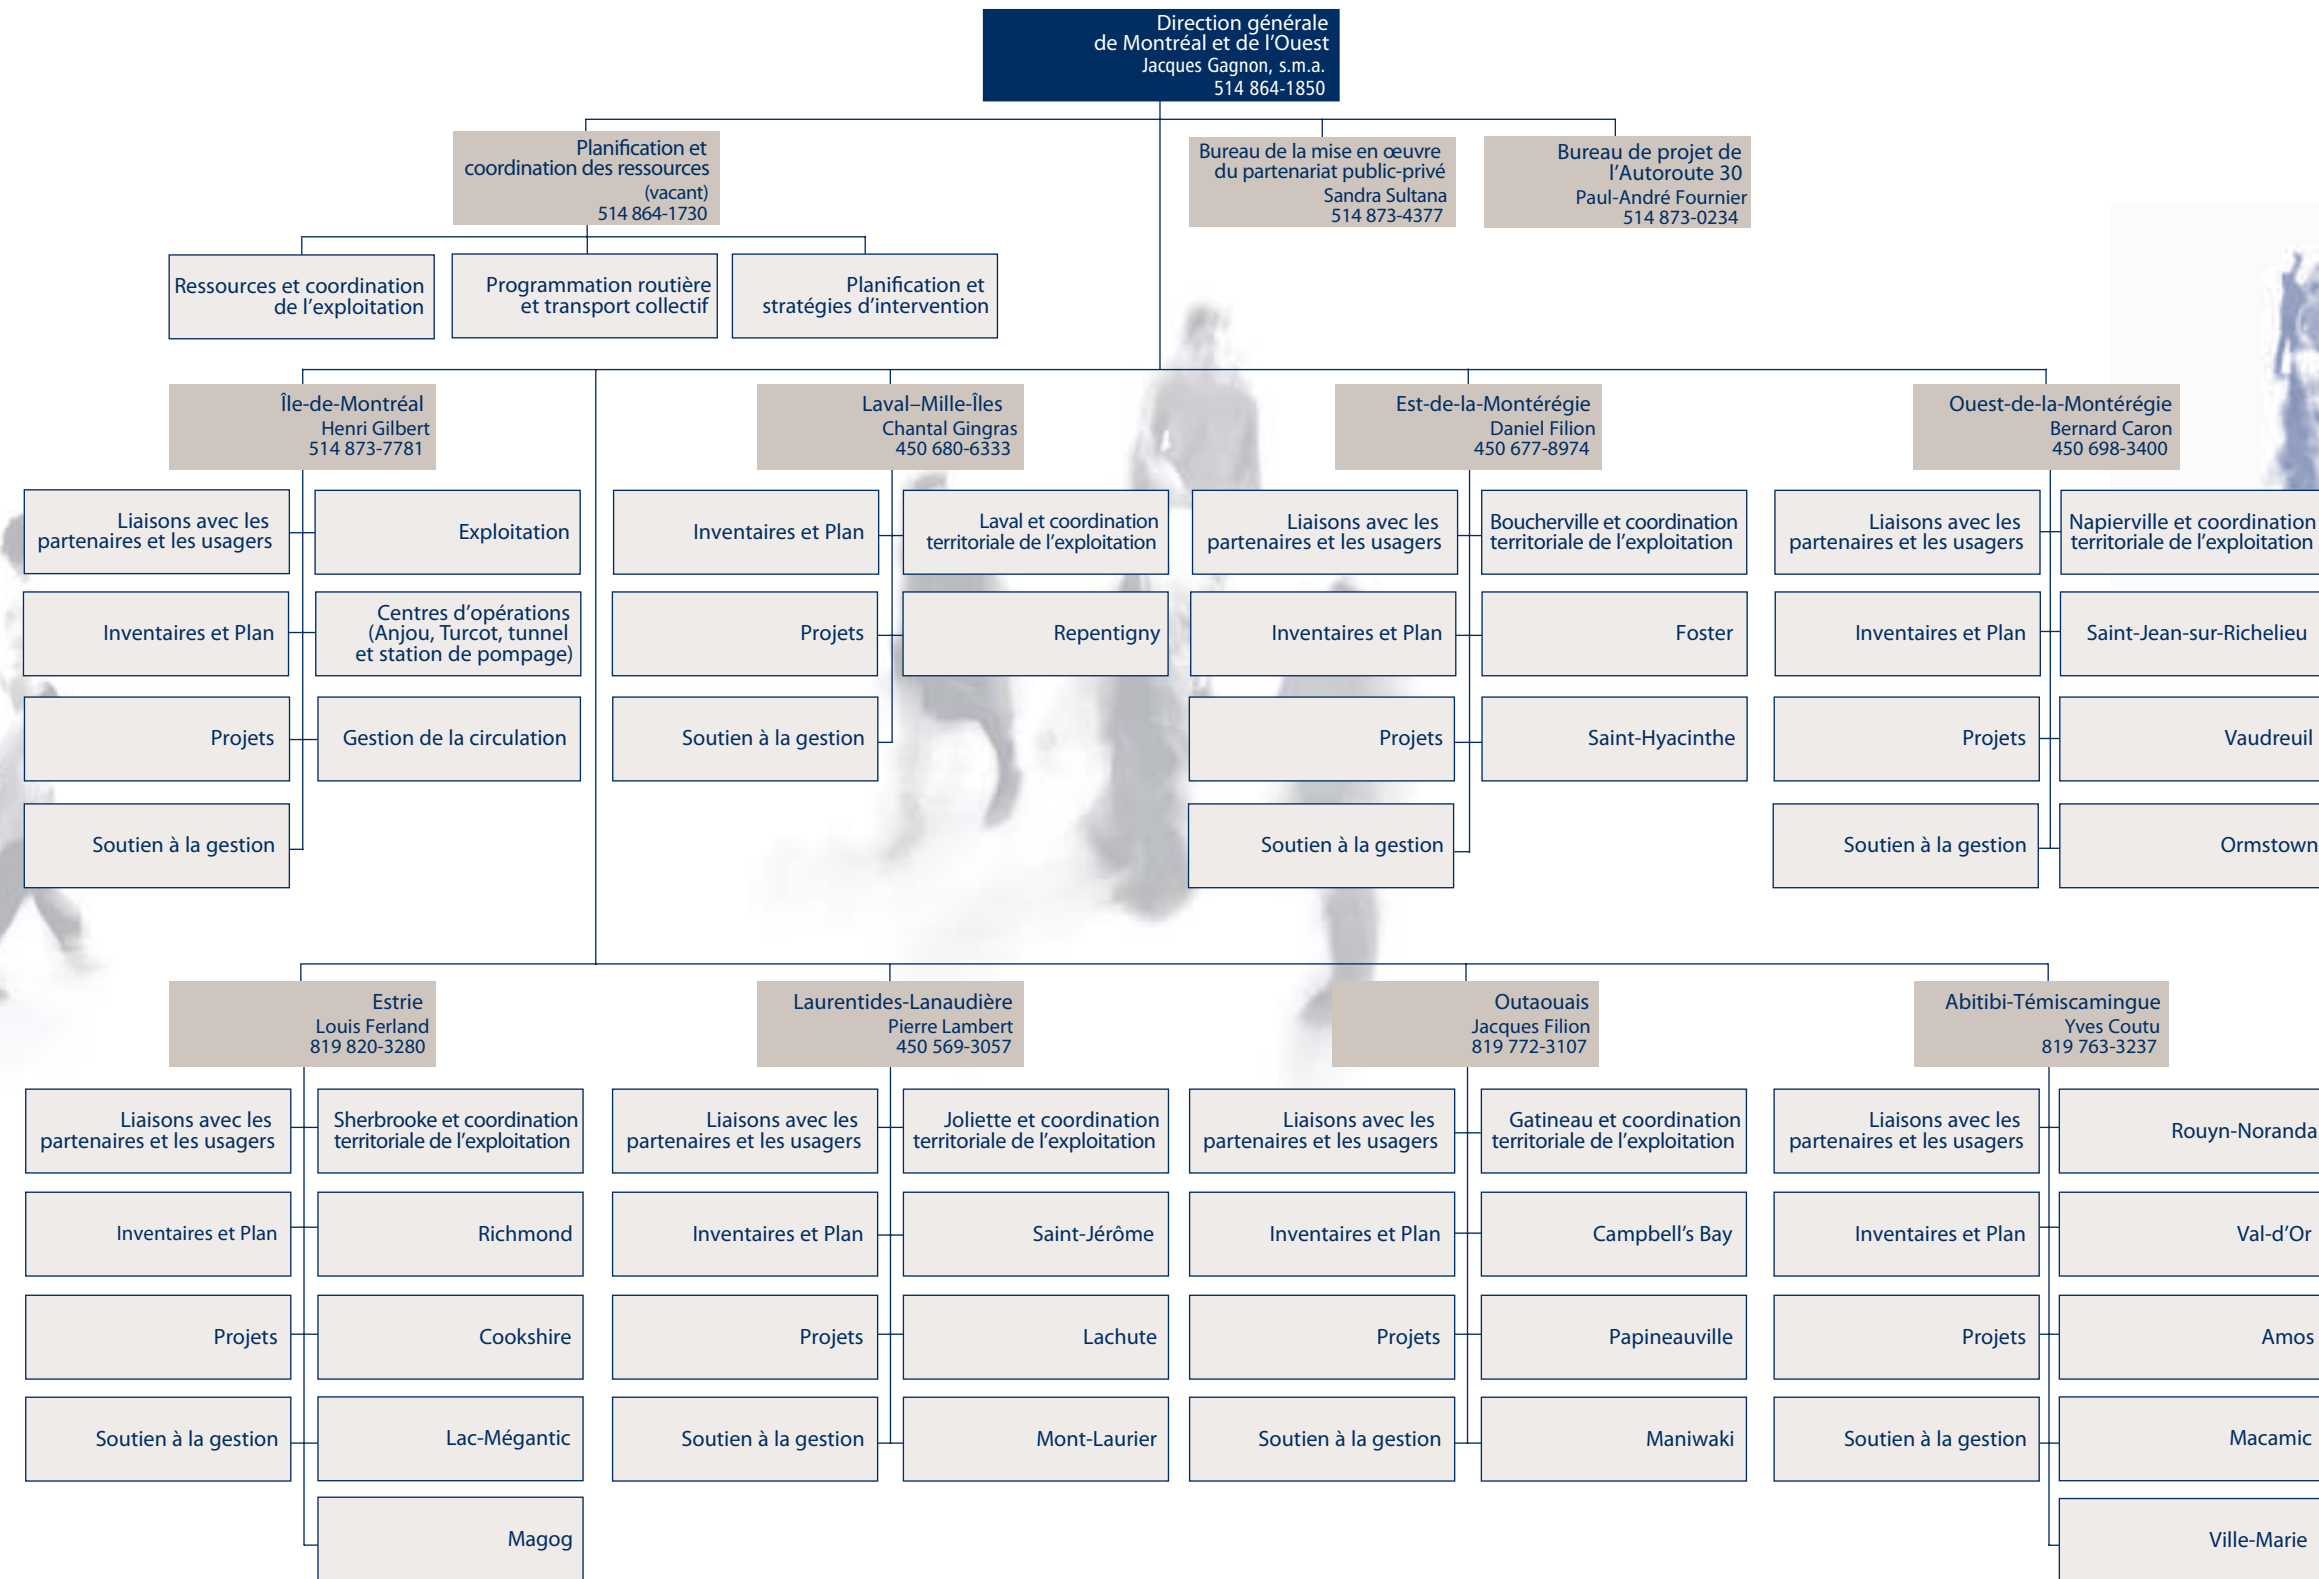 Direction générale
de Montréal et de l'Ouest
Jacques Gagnon, s.m.a.
514 864-1850
Planification et
coordination des ressources
(vacant)
514 864-1730
Bureau de la mise en œuvre
du partenariat public-privé
Sandra Sultana
514 873-4377
Bureau de projet de
l'Autoroute 30
Paul-André Fournier
514 873-0234
Ressources et coordination
de l'exploitation
Programmation routière
et transport collectif
Planification et
stratégies d'intervention
Île-de-Montréal
Henri Gilbert
514 873-7781
Laval–Mille-Îles
Chantal Gingras
450 680-6333
Est-de-la-Montérégie
Daniel Filion
450 677-8974
Ouest-de-la-Montérégie
Bernard Caron
450 698-3400
Liaisons avec les
partenaires et les usagers
Exploitation
Inventaires et Plan
Laval et coordination
territoriale de l'exploitation
Liaisons avec les
partenaires et les usagers
Boucherville et coordination
territoriale de l'exploitation
Liaisons avec les
partenaires et les usagers
Napierville et coordination
territoriale de l'exploitation
Inventaires et Plan
Centres d'opérations
(Anjou, Turcot, tunnel
et station de pompage)
Projets
Repentigny
Inventaires et Plan
Foster
Inventaires et Plan
Saint-Jean-sur-Richelieu
Projets
Gestion de la circulation
Soutien à la gestion
Projets
Saint-Hyacinthe
Projets
Vaudreuil
Soutien à la gestion
Soutien à la gestion
Soutien à la gestion
Ormstown
Estrie
Louis Ferland
819 820-3280
Laurentides-Lanaudière
Pierre Lambert
450 569-3057
Outaouais
Jacques Filion
819 772-3107
Abitibi-Témiscamingue
Yves Coutu
819 763-3237
Liaisons avec les
partenaires et les usagers
Sherbrooke et coordination
territoriale de l'exploitation
Liaisons avec les
partenaires et les usagers
Joliette et coordination
territoriale de l'exploitation
Liaisons avec les
partenaires et les usagers
Gatineau et coordination
territoriale de l'exploitation
Liaisons avec les
partenaires et les usagers
Rouyn-Noranda
Inventaires et Plan
Richmond
Inventaires et Plan
Saint-Jérôme
Inventaires et Plan
Campbell's Bay
Inventaires et Plan
Val-d'Or
Projets
Cookshire
Projets
Lachute
Projets
Papineauville
Projets
Amos
Soutien à la gestion
Lac-Mégantic
Soutien à la gestion
Mont-Laurier
Soutien à la gestion
Maniwaki
Soutien à la gestion
Macamic
Magog
Ville-Marie